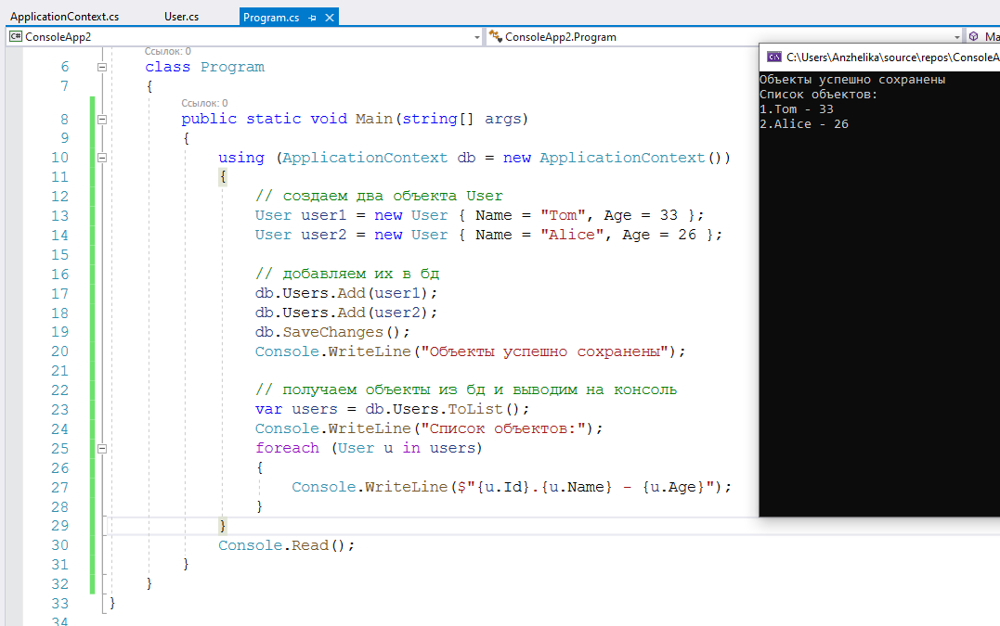 ApplicationContext.cs User.cs Program.cs
C# ConsoleApp2 ConsoleApp2.Program Ma
C:\Users\Anzhelika\source\repos\ConsoleA
Объекты успешно сохранены
Список объектов:
1.Tom - 33
2.Alice - 26
Ссылок: 0
6 class Program
7 {
Ссылок: 0
8 public static void Main(string[] args)
9 {
10 using (ApplicationContext db = new ApplicationContext())
11 {
12 // создаем два объекта User
13 User user1 = new User { Name = "Tom", Age = 33 };
14 User user2 = new User { Name = "Alice", Age = 26 };
15
16 // добавляем их в бд
17 db.Users.Add(user1);
18 db.Users.Add(user2);
19 db.SaveChanges();
20 Console.WriteLine("Объекты успешно сохранены");
21
22 // получаем объекты из бд и выводим на консоль
23 var users = db.Users.ToList();
24 Console.WriteLine("Список объектов:");
25 foreach (User u in users)
26 {
27 Console.WriteLine($"{u.Id}.{u.Name} - {u.Age}");
28 }
29 }
30 Console.Read();
31 }
32 }
33 }
34